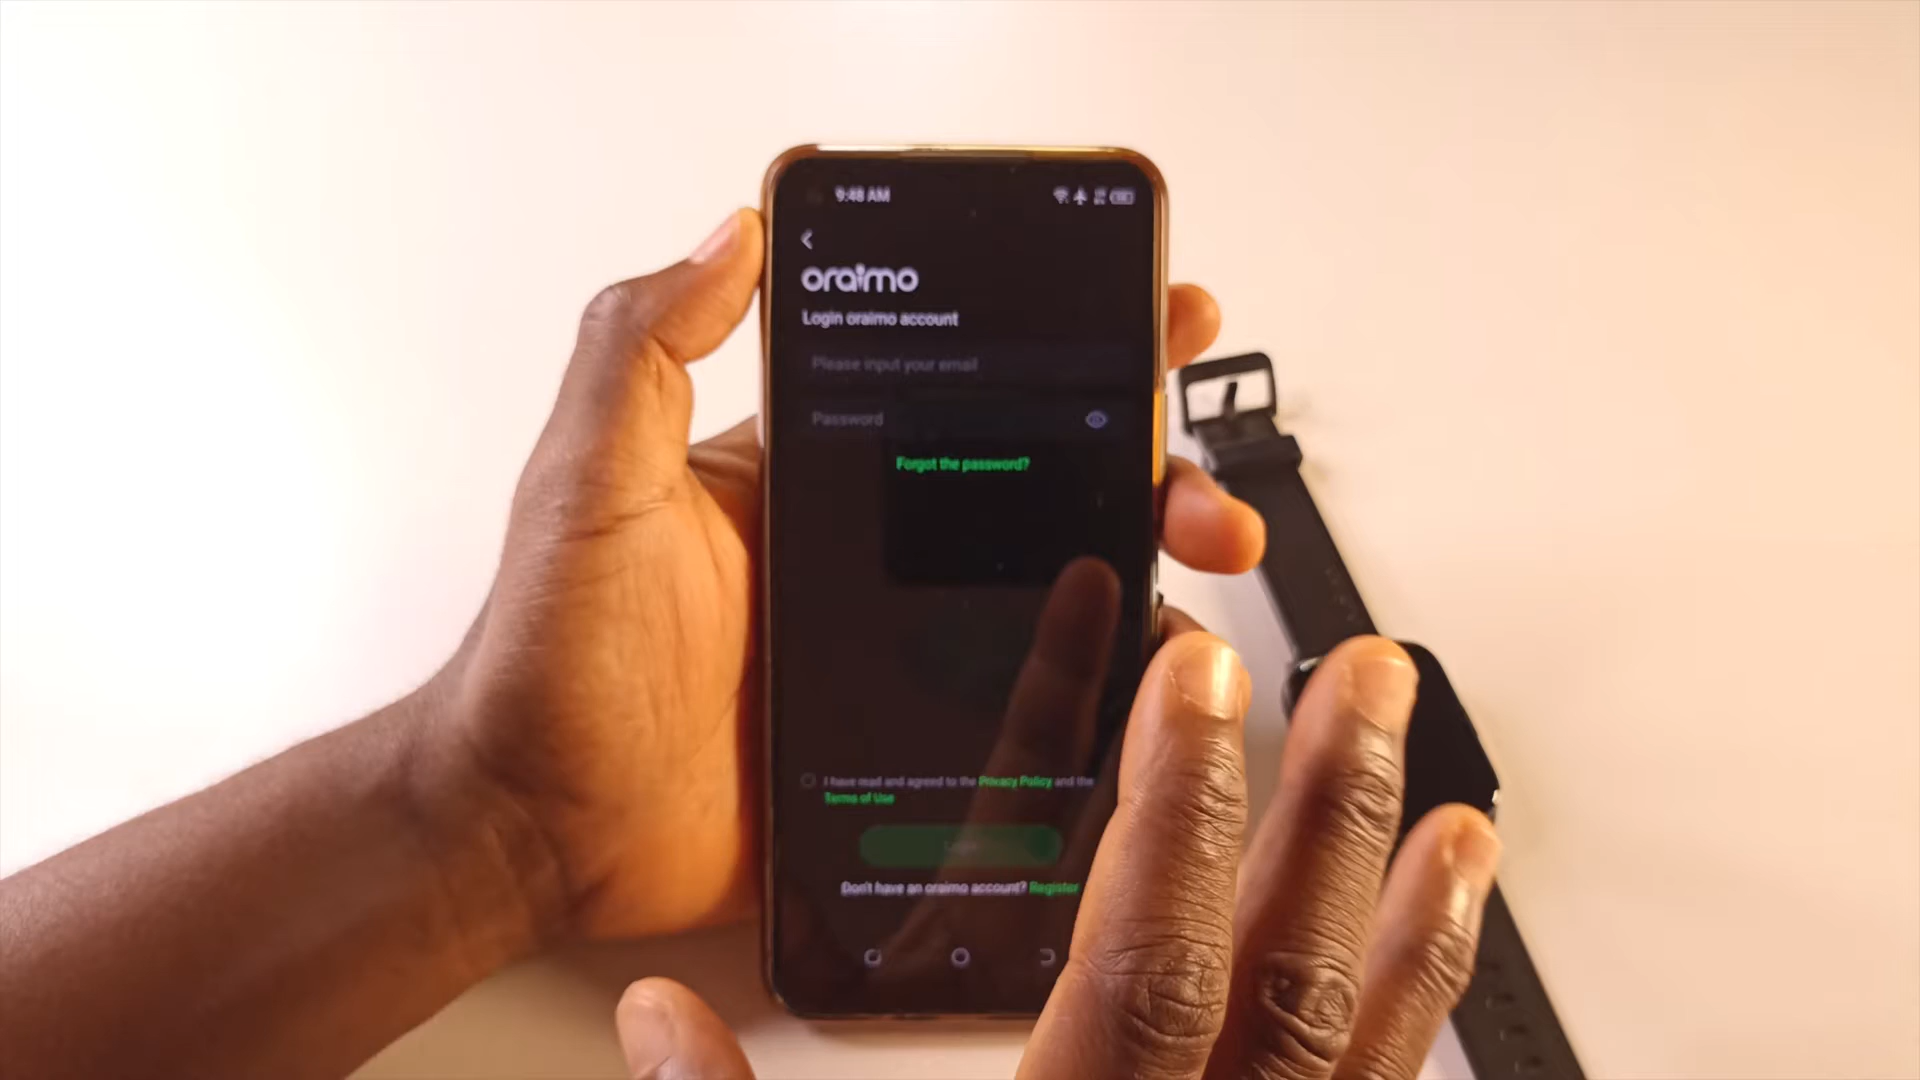 9:48 AM
oraimo
Login oraimo account
Please input your email
Password
Forgot the password?
I have read and agreed to the Privacy Policy and the
Terms of Use
Don't have an oraimo account? Register